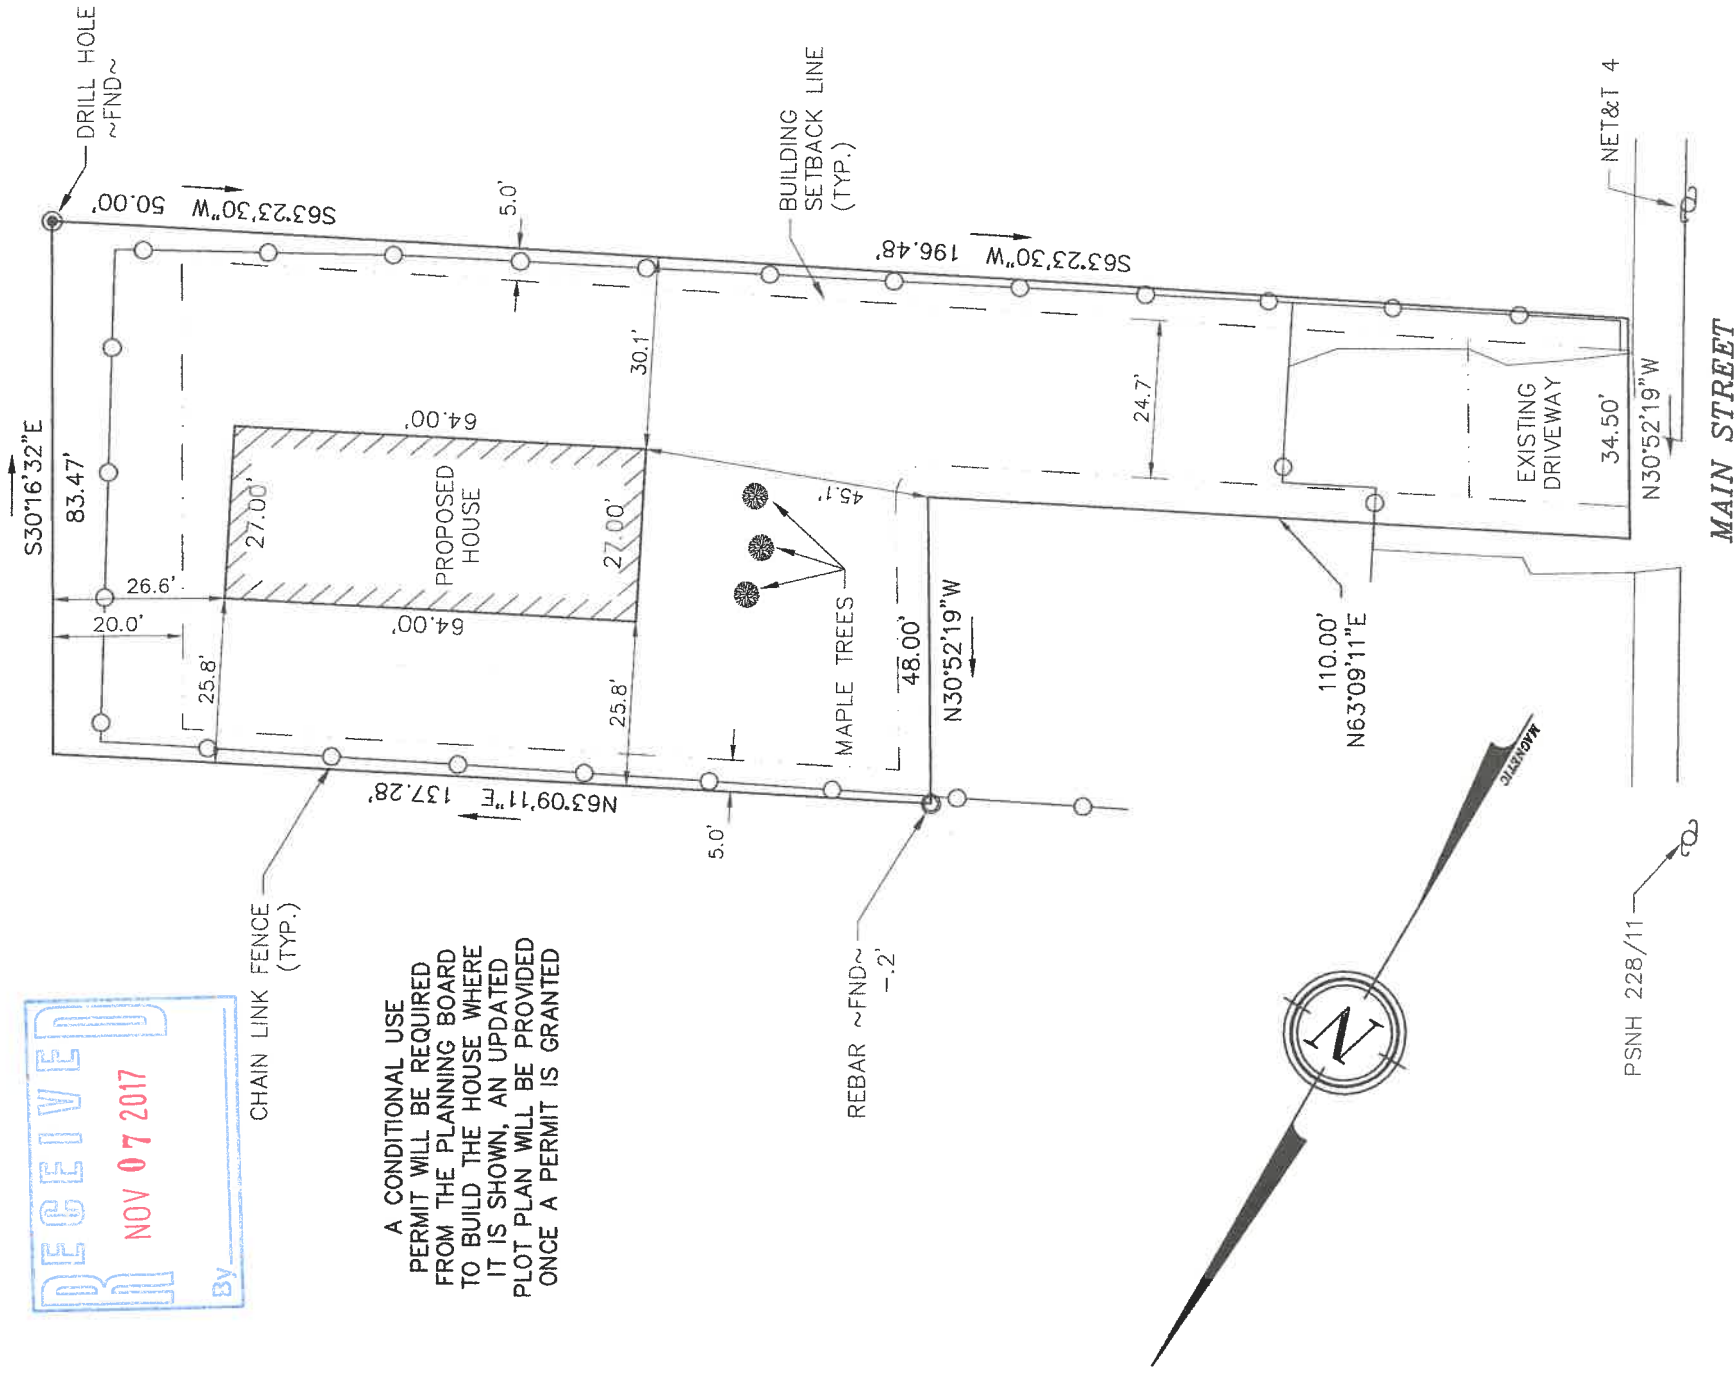 RECEIVED
NOV 07 2017
By
DRILL HOLE
~FND~
S30°16'32"E
83.47'
50.00'
S63°23'30"W
5.0'
BUILDING
SETBACK LINE
(TYP.)
196.48'
S63°23'30"W
29.9'
20.0'
25.8'
27.00'
64.00'
PROPOSED
HOUSE
64.00'
27.00'
30.1'
25.8'
45.1'
24.7'
MAPLE TREES
48.00'
N30°52'19"W
N63°09'11"E
137.28'
5.0'
CHAIN LINK FENCE
(TYP.)
A CONDITIONAL USE
PERMIT WILL BE REQUIRED
FROM THE PLANNING BOARD
TO BUILD THE HOUSE WHERE
IT IS SHOWN, AN UPDATED
PLOT PLAN WILL BE PROVIDED
ONCE A PERMIT IS GRANTED
REBAR ~FND~
-.2'
110.00'
N63°09'11"E
EXISTING
DRIVEWAY
34.50'
N30°52'19"W
NET&T 4
MAIN STREET
MAGNETIC
N
PSNH 228/11